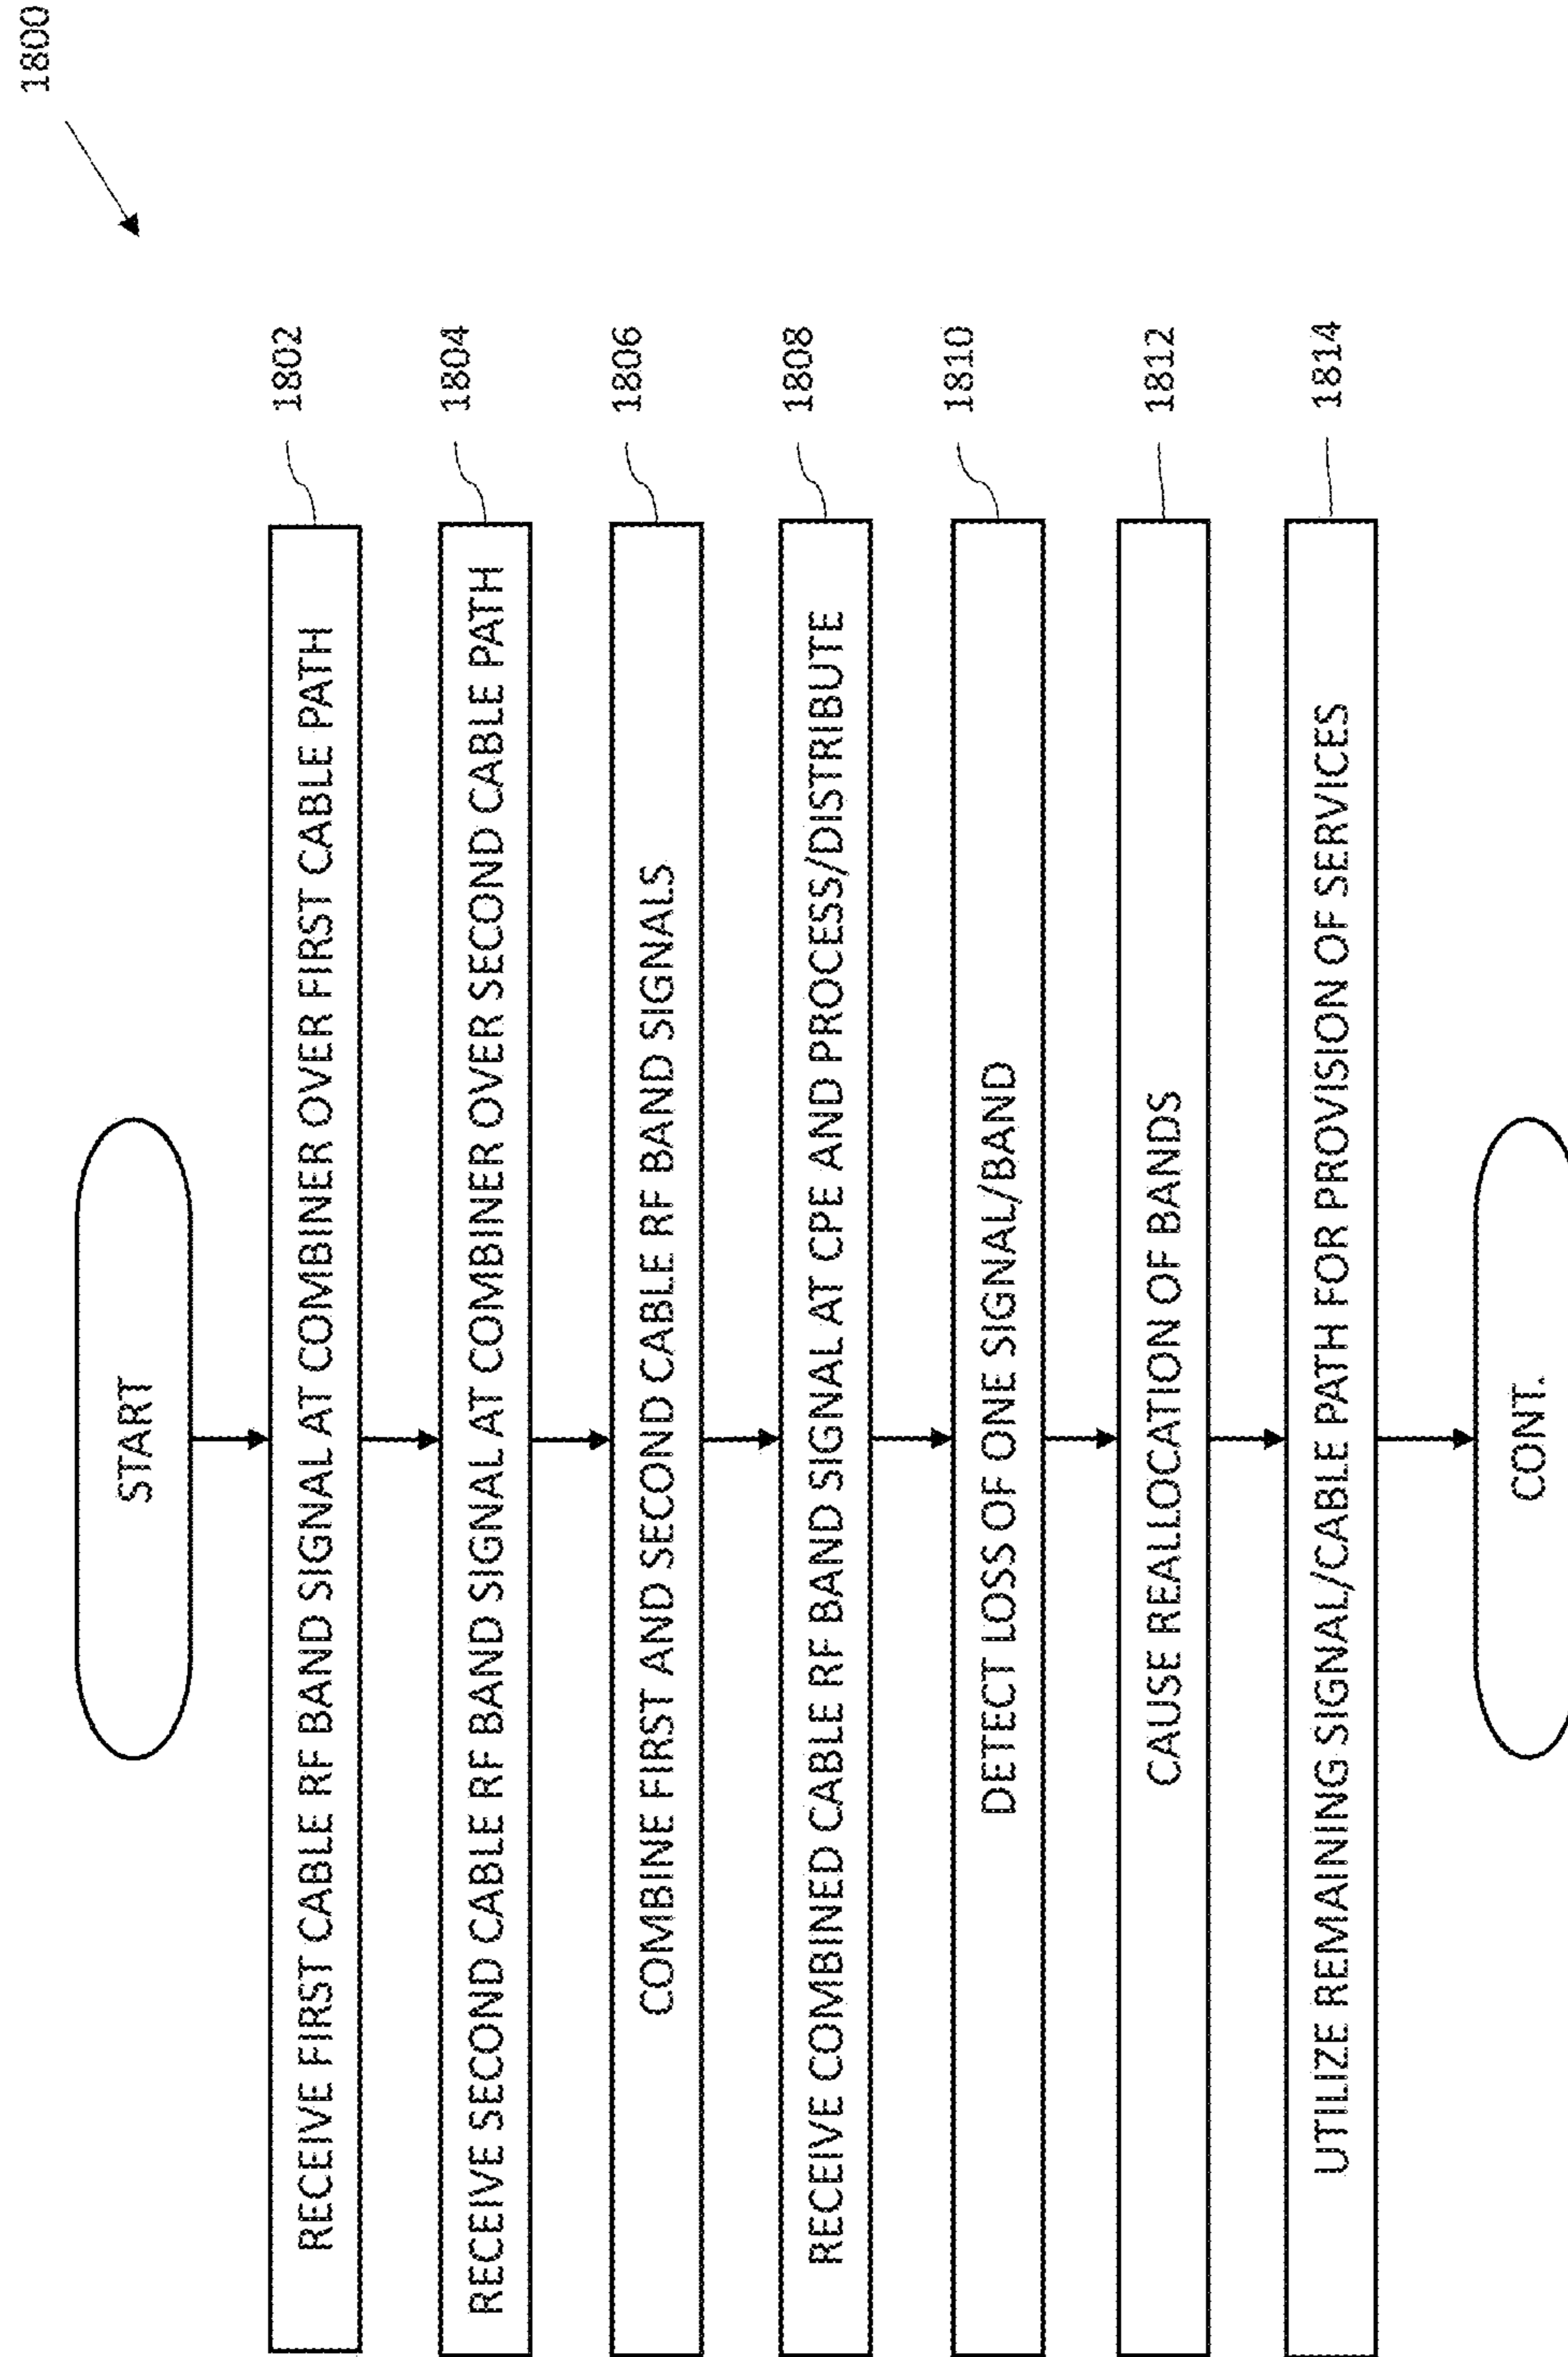 1800
START
RECEIVE FIRST CABLE RF BAND SIGNAL AT COMBINER OVER FIRST CABLE PATH
1802
RECEIVE SECOND CABLE RF BAND SIGNAL AT COMBINER OVER SECOND CABLE PATH
1804
COMBINE FIRST AND SECOND CABLE RF BAND SIGNALS
1806
RECEIVE COMBINED CABLE RF BAND SIGNAL AT CPE AND PROCESS/DISTRIBUTE
1808
DETECT LOSS OF ONE SIGNAL/BAND
1810
CAUSE REALLOCATION OF BANDS
1812
UTILIZE REMAINING SIGNAL/CABLE PATH FOR PROVISION OF SERVICES
1814
CONT.